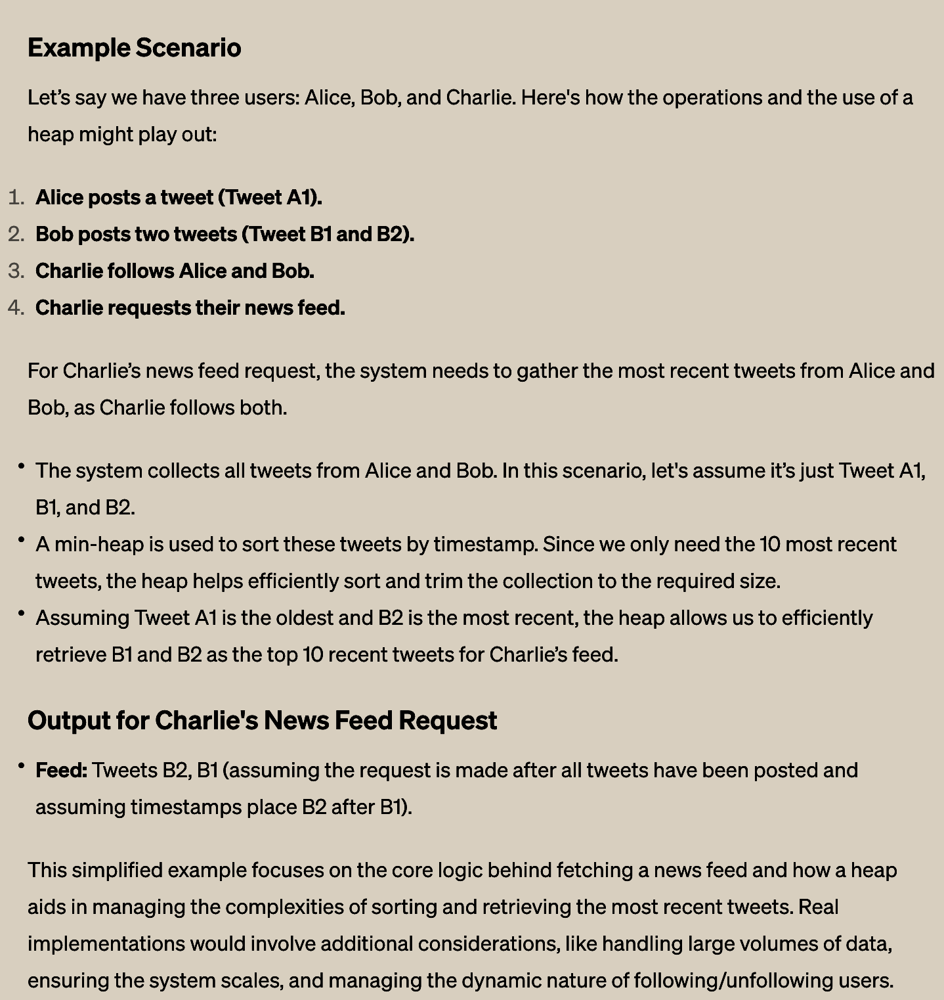 Example Scenario
Let’s say we have three users: Alice, Bob, and Charlie. Here's how the operations and the use of a
heap might play out:
1. Alice posts a tweet (Tweet A1).
2. Bob posts two tweets (Tweet B1 and B2).
3. Charlie follows Alice and Bob.
4. Charlie requests their news feed.
For Charlie’s news feed request, the system needs to gather the most recent tweets from Alice and
Bob, as Charlie follows both.
• The system collects all tweets from Alice and Bob. In this scenario, let's assume it’s just Tweet A1,
B1, and B2.
• A min-heap is used to sort these tweets by timestamp. Since we only need the 10 most recent
tweets, the heap helps efficiently sort and trim the collection to the required size.
• Assuming Tweet A1 is the oldest and B2 is the most recent, the heap allows us to efficiently
retrieve B1 and B2 as the top 10 recent tweets for Charlie’s feed.
Output for Charlie's News Feed Request
• Feed: Tweets B2, B1 (assuming the request is made after all tweets have been posted and
assuming timestamps place B2 after B1).
This simplified example focuses on the core logic behind fetching a news feed and how a heap
aids in managing the complexities of sorting and retrieving the most recent tweets. Real
implementations would involve additional considerations, like handling large volumes of data,
ensuring the system scales, and managing the dynamic nature of following/unfollowing users.